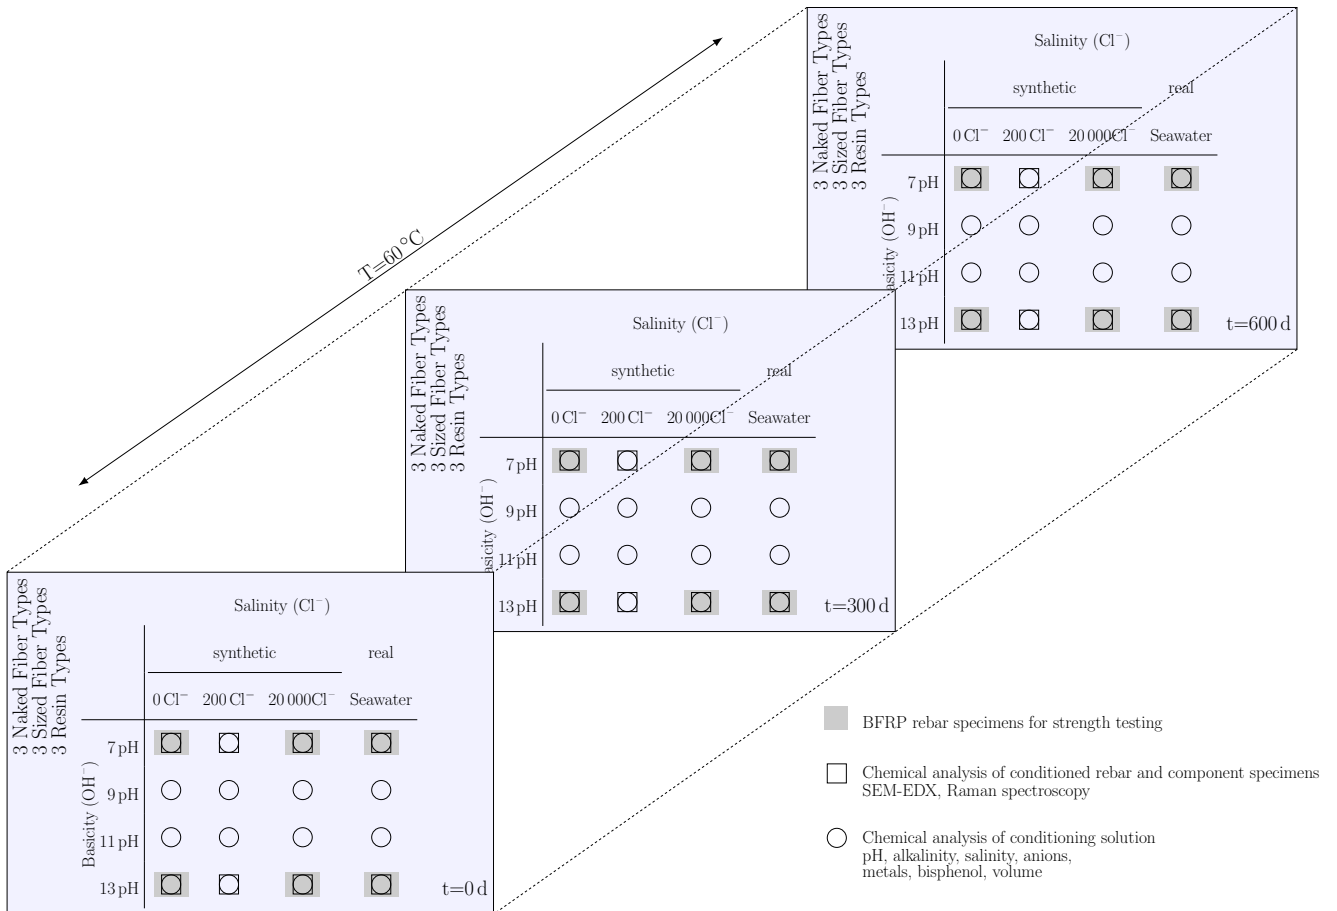 Salinity (Cl⁻)
synthetic real
0 Cl⁻ 200 Cl⁻ 20 000Cl⁻ Seawater
3 Naked Fiber Types
3 Sized Fiber Types
3 Resin Types
asicity (OH⁻)
7 pH
9 pH
11 pH
13 pH
t=600 d
T=60 °C
Salinity (Cl⁻)
synthetic real
0 Cl⁻ 200 Cl⁻ 20 000Cl⁻ Seawater
3 Naked Fiber Types
3 Sized Fiber Types
3 Resin Types
asicity (OH⁻)
7 pH
9 pH
11 pH
13 pH
t=300 d
Salinity (Cl⁻)
synthetic real
0 Cl⁻ 200 Cl⁻ 20 000Cl⁻ Seawater
3 Naked Fiber Types
3 Sized Fiber Types
3 Resin Types
Basicity (OH⁻)
7 pH
9 pH
11 pH
13 pH
t=0 d
BFRP rebar specimens for strength testing
Chemical analysis of conditioned rebar and component specimens
SEM-EDX, Raman spectroscopy
Chemical analysis of conditioning solution
pH, alkalinity, salinity, anions,
metals, bisphenol, volume